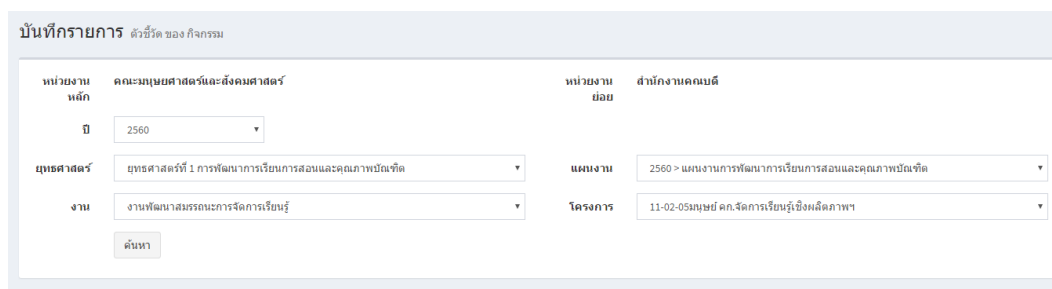 บันทึกรายการ ตัวชี้วัด ของ กิจกรรม
หน่วยงานหลัก คณะมนุษยศาสตร์และสังคมศาสตร์ หน่วยงานย่อย สำนักงานคณบดี
ปี 2560
ยุทธศาสตร์ ยุทธศาสตร์ที่ 1 การพัฒนาการเรียนการสอนและคุณภาพบัณฑิต แผนงาน 2560 > แผนงานการพัฒนาการเรียนการสอนและคุณภาพบัณฑิต
งาน งานพัฒนาสมรรถนะการจัดการเรียนรู้ โครงการ 11-02-05มนุษย์ คก.จัดการเรียนรู้เชิงผลิตภาพฯ
ค้นหา